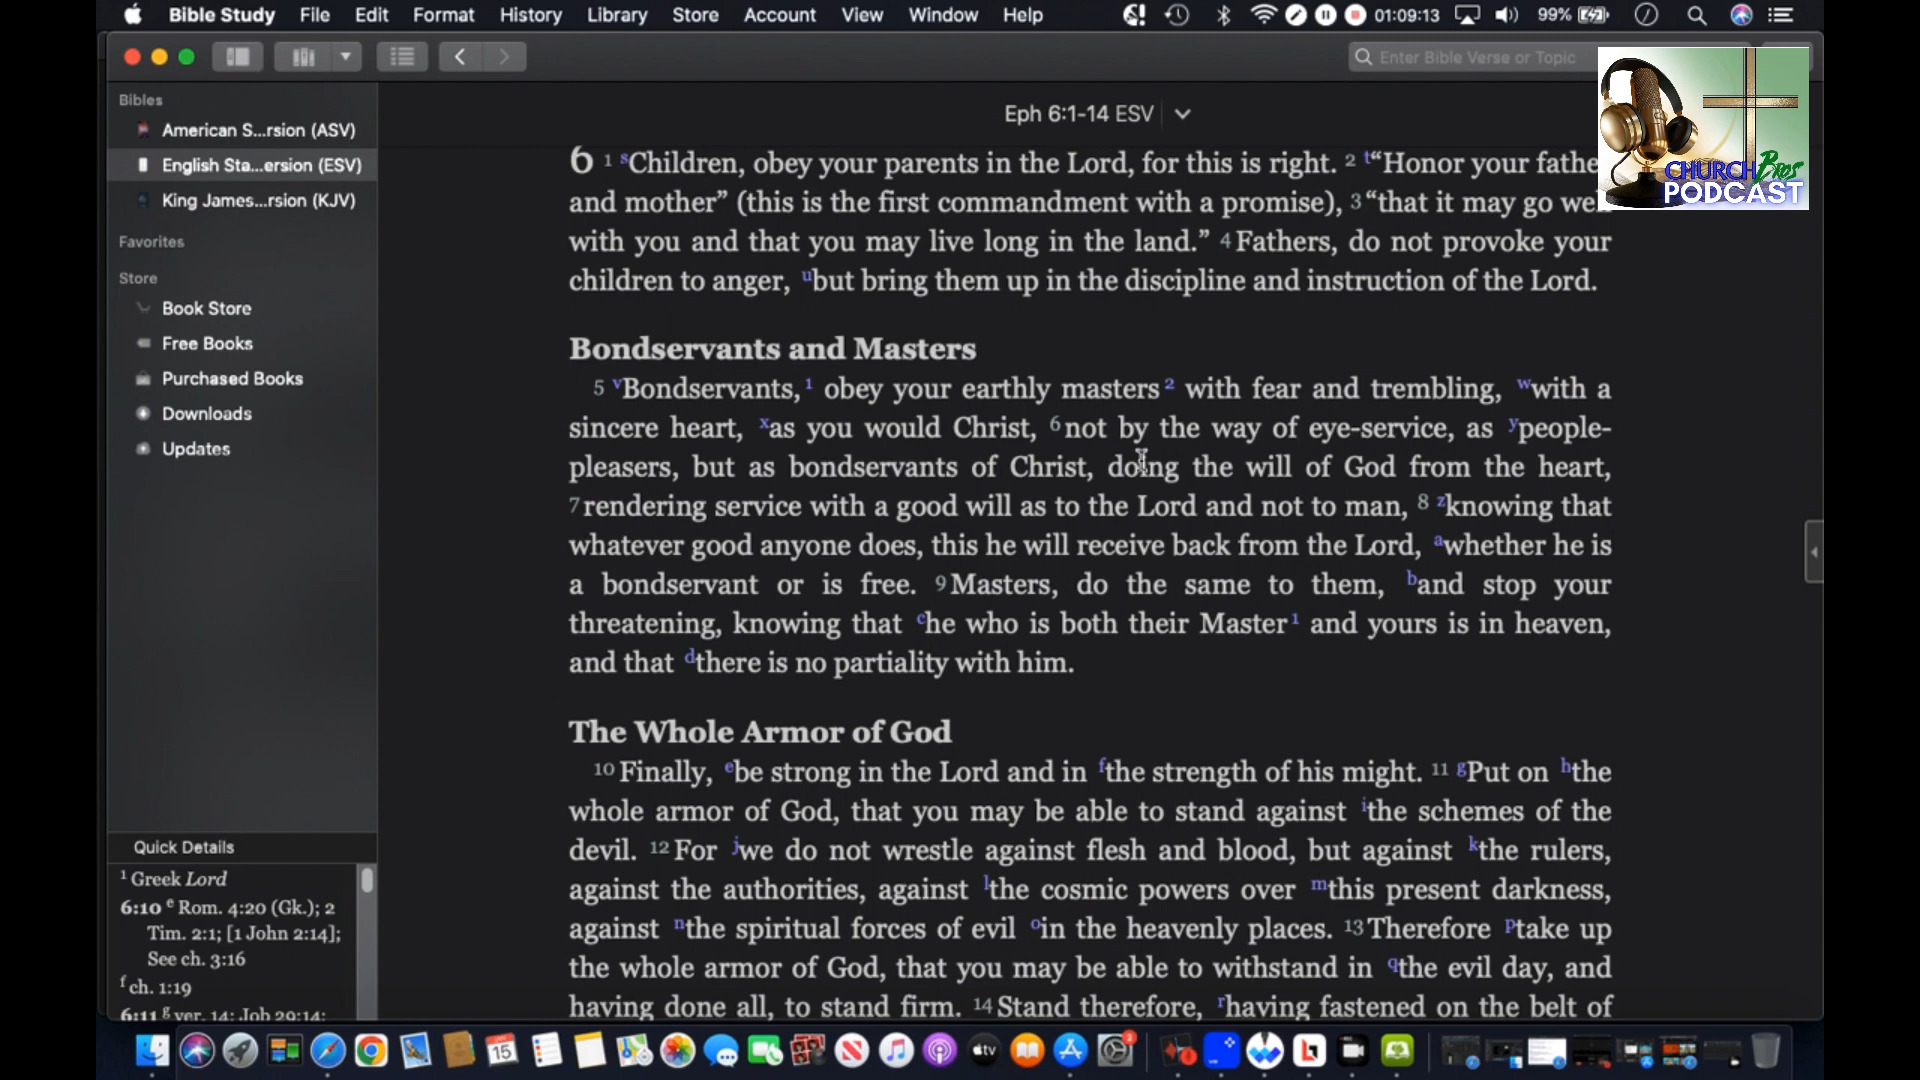 Bible Study File Edit Format History Library Store Account View Window Help 01:09:13 99%
Enter Bible Verse or Topic
CHURCH Bros
PODCAST
Bibles
American S...rsion (ASV)
English Sta...ersion (ESV)
King James...rsion (KJV)
Favorites
Store
Book Store
Free Books
Purchased Books
Downloads
Updates
Quick Details
1 Greek Lord
6:10 e Rom. 4:20 (Gk.); 2
Tim. 2:1; [1 John 2:14];
See ch. 3:16
f ch. 1:19
6:11 g ver. 14; Job 29:14;
Eph 6:1-14 ESV
6 1 sChildren, obey your parents in the Lord, for this is right. 2 t“Honor your fathe
and mother” (this is the first commandment with a promise), 3 “that it may go wel
with you and that you may live long in the land.” 4 Fathers, do not provoke your
children to anger, ubut bring them up in the discipline and instruction of the Lord.
Bondservants and Masters
5 vBondservants,1 obey your earthly masters2 with fear and trembling, wwith a
sincere heart, xas you would Christ, 6 not by the way of eye-service, as ypeople-
pleasers, but as bondservants of Christ, doing the will of God from the heart,
7 rendering service with a good will as to the Lord and not to man, 8 zknowing that
whatever good anyone does, this he will receive back from the Lord, awhether he is
a bondservant or is free. 9 Masters, do the same to them, band stop your
threatening, knowing that che who is both their Master1 and yours is in heaven,
and that dthere is no partiality with him.
The Whole Armor of God
10 Finally, ebe strong in the Lord and in fthe strength of his might. 11 gPut on hthe
whole armor of God, that you may be able to stand against ithe schemes of the
devil. 12 For jwe do not wrestle against flesh and blood, but against kthe rulers,
against the authorities, against lthe cosmic powers over mthis present darkness,
against nthe spiritual forces of evil oin the heavenly places. 13 Therefore ptake up
the whole armor of God, that you may be able to withstand in qthe evil day, and
having done all, to stand firm. 14 Stand therefore, rhaving fastened on the belt of
15
tv
2